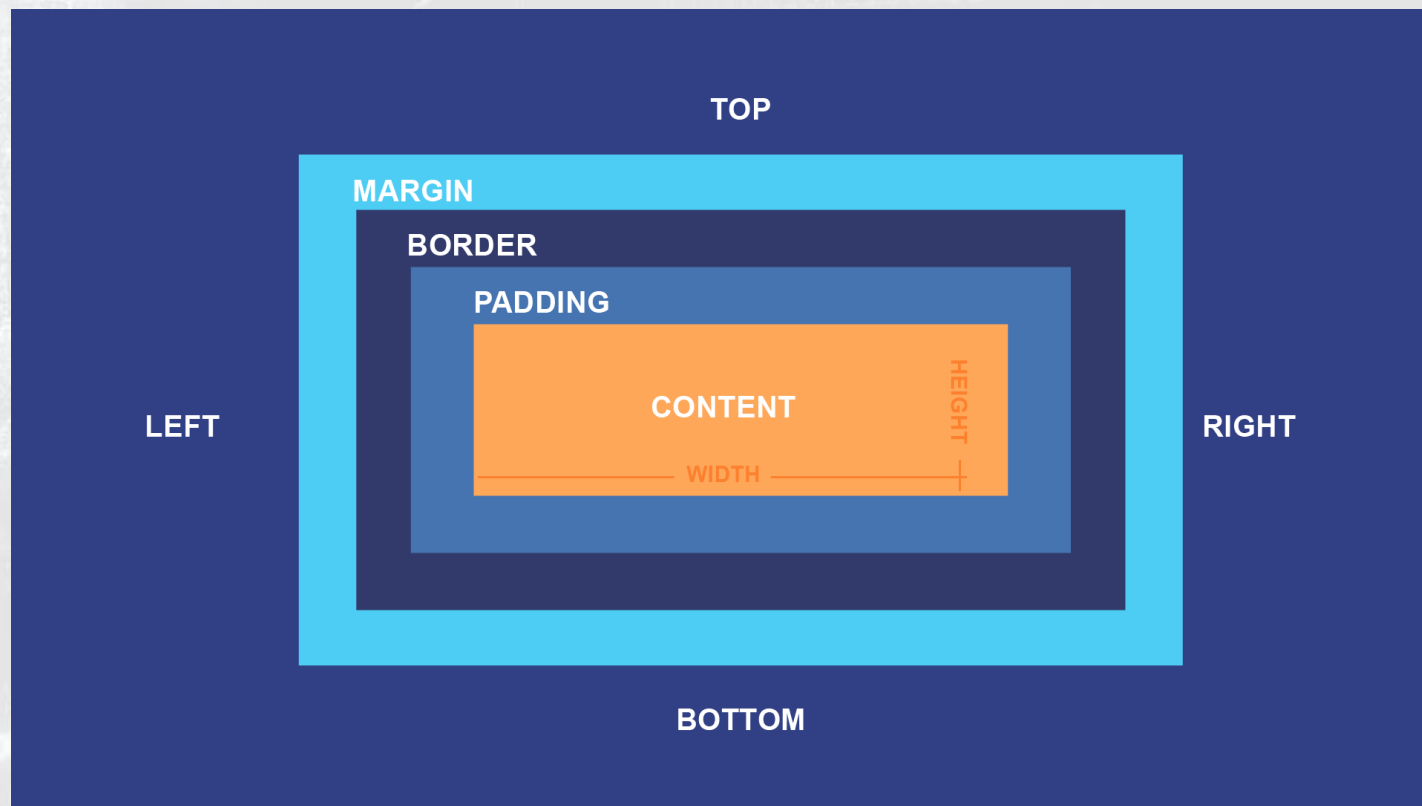 TOP
MARGIN
BORDER
PADDING
HEIGHT
CONTENT
LEFT
RIGHT
WIDTH
BOTTOM